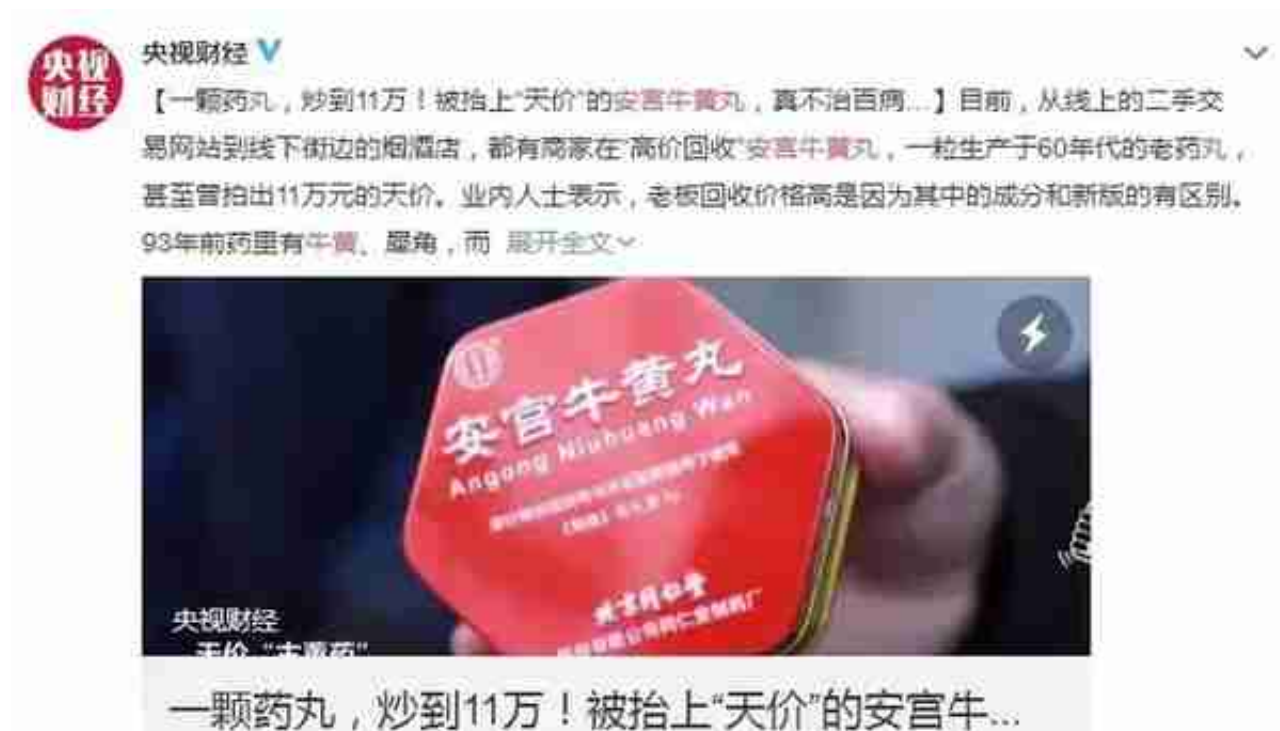 央视财经
央视
财经
【一颗药丸，炒到11万！被抬上“天价”的安宫牛黄丸，真不治百病...】目前，从线上的二手交
易网站到线下街边的烟酒店，都有商家在“高价回收”安宫牛黄丸，一粒生产于60年代的老药丸，
甚至曾拍出11万元的天价。业内人士表示，老板回收价格高是因为其中的成分和新版的有区别。
93年前药里有牛黄、犀角，而 展开全文
安宫牛黄丸
Angong Niuhuang Wan
北京同仁堂
央视财经
天价“古董药”
一颗药丸，炒到11万！被抬上“天价”的安宫牛...